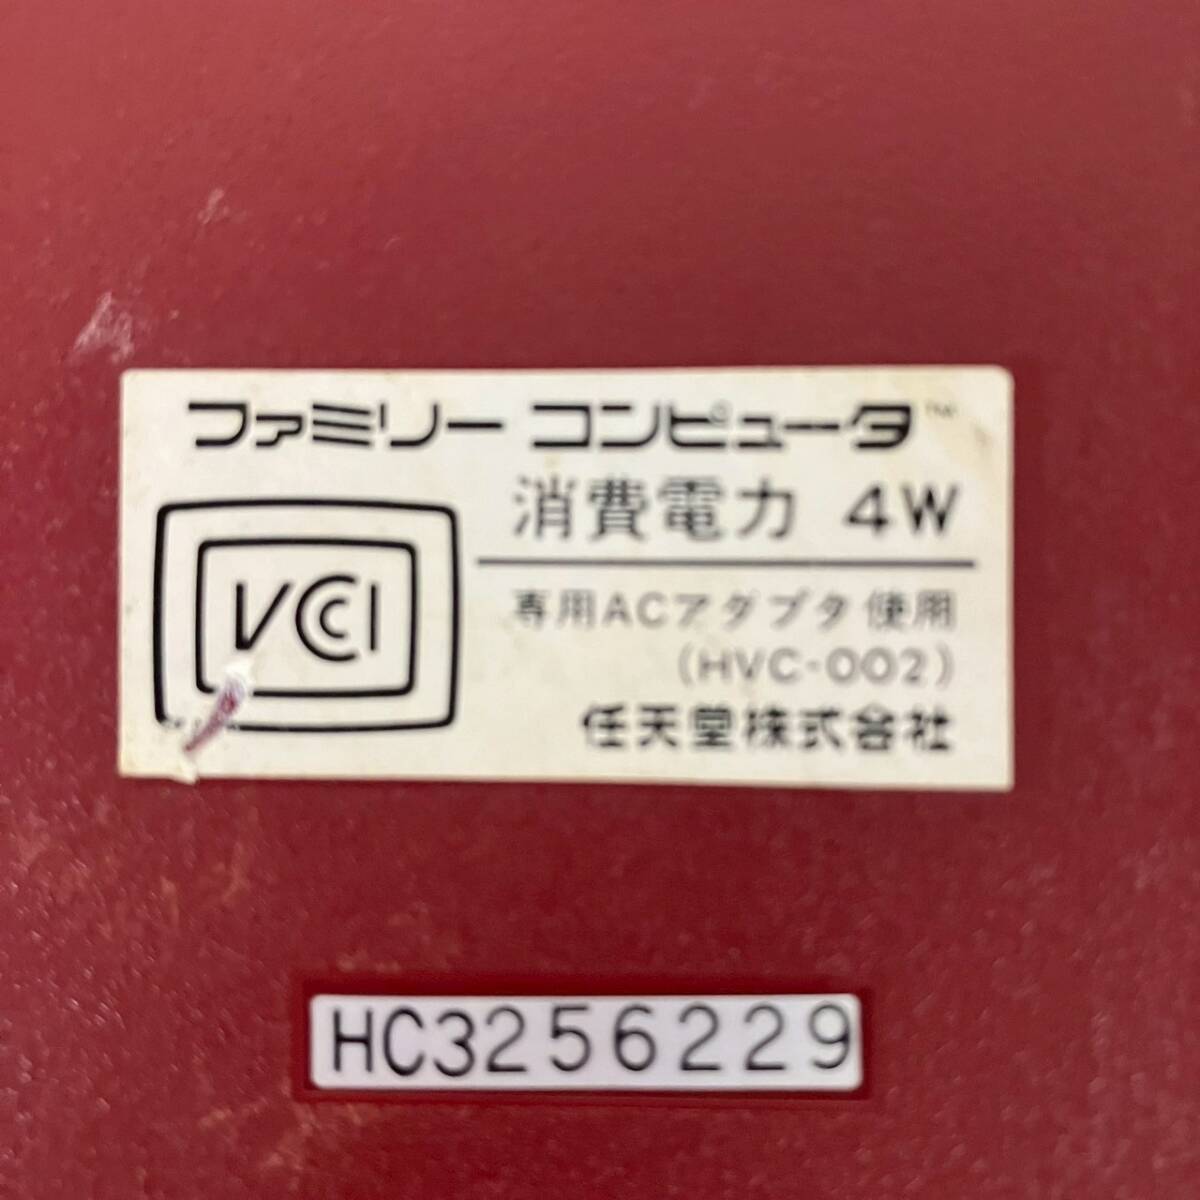 ファミリー コンピュータ™
消費電力 4W
VCCI
専用ACアダプタ使用
(HVC-002)
任天堂株式会社
HC3256229